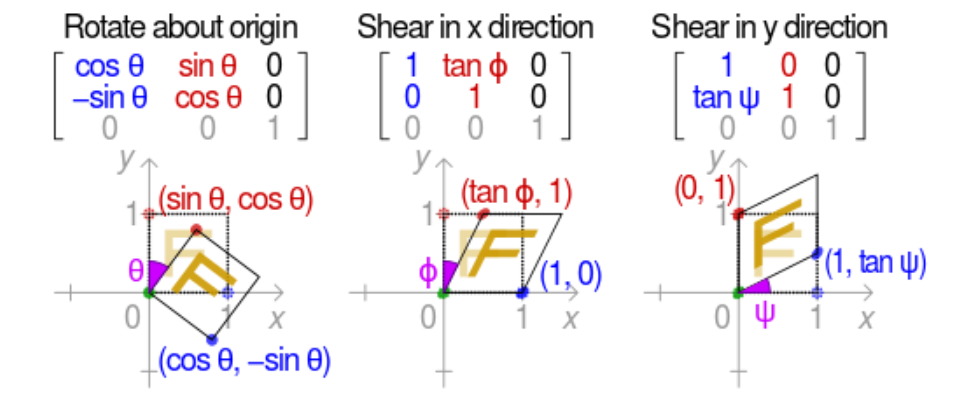 Rotate about origin
cos θ sin θ 0
–sin θ cos θ 0
0 0 1
y
(sin θ, cos θ)
1
F
F
θ
0
1
x
(cos θ, –sin θ)
Shear in x direction
1 tan ϕ 0
0 1 0
0 0 1
y
(tan ϕ, 1)
1
F
F
ϕ
(1, 0)
0
1
x
Shear in y direction
1 0 0
tan ψ 1 0
0 0 1
y
(0, 1)
1
F
F
(1, tan ψ)
0
ψ
1
x